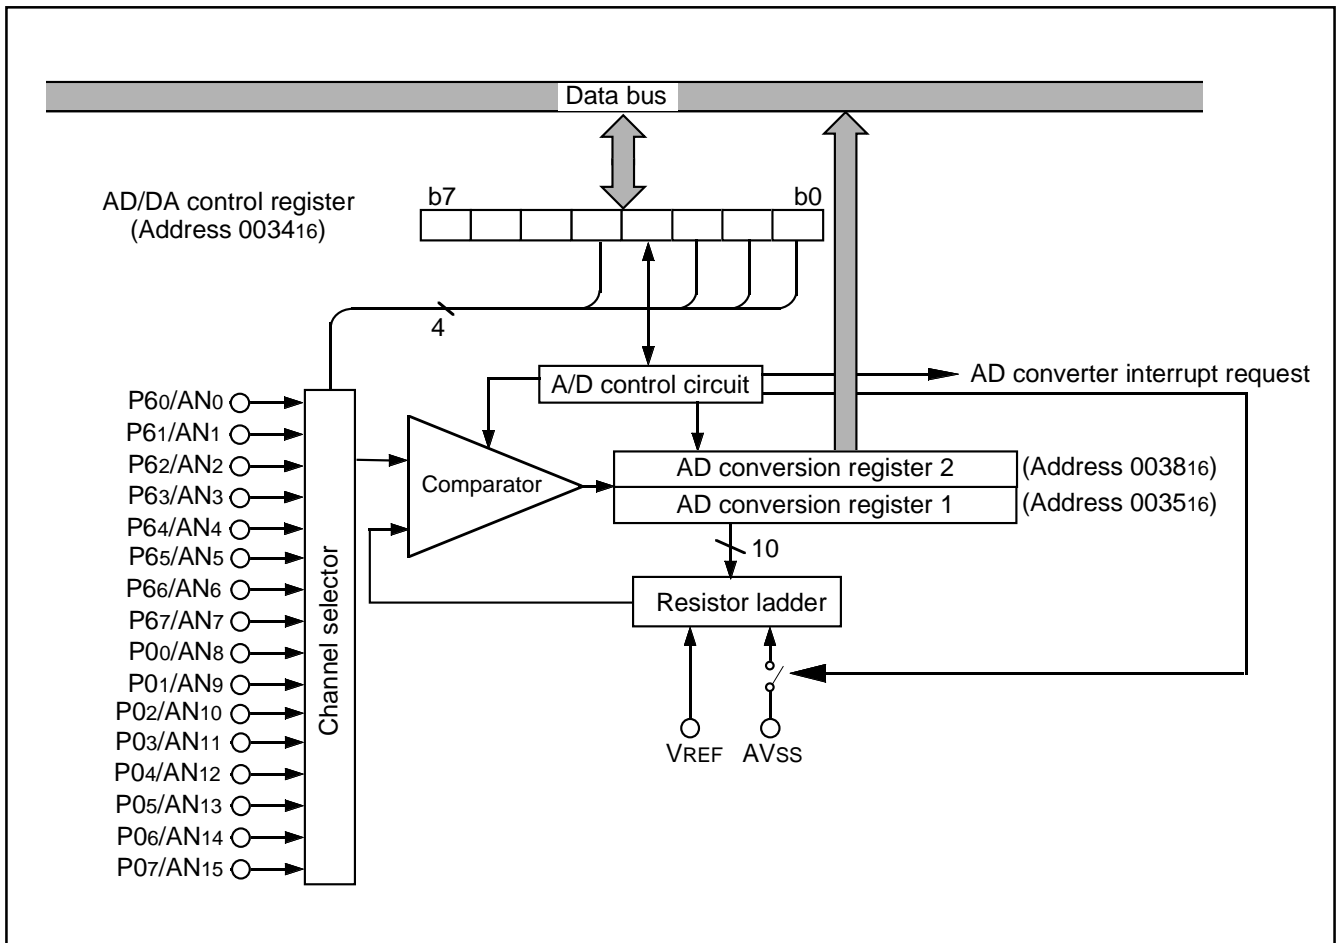 Data bus
AD/DA control register
(Address 003416)
b7
b0
4
A/D control circuit
AD converter interrupt request
P60/AN0
P61/AN1
P62/AN2
P63/AN3
P64/AN4
P65/AN5
P66/AN6
P67/AN7
P00/AN8
P01/AN9
P02/AN10
P03/AN11
P04/AN12
P05/AN13
P06/AN14
P07/AN15
Channel selector
Comparator
AD conversion register 2
(Address 003816)
AD conversion register 1
(Address 003516)
10
Resistor ladder
VREF
AVSS